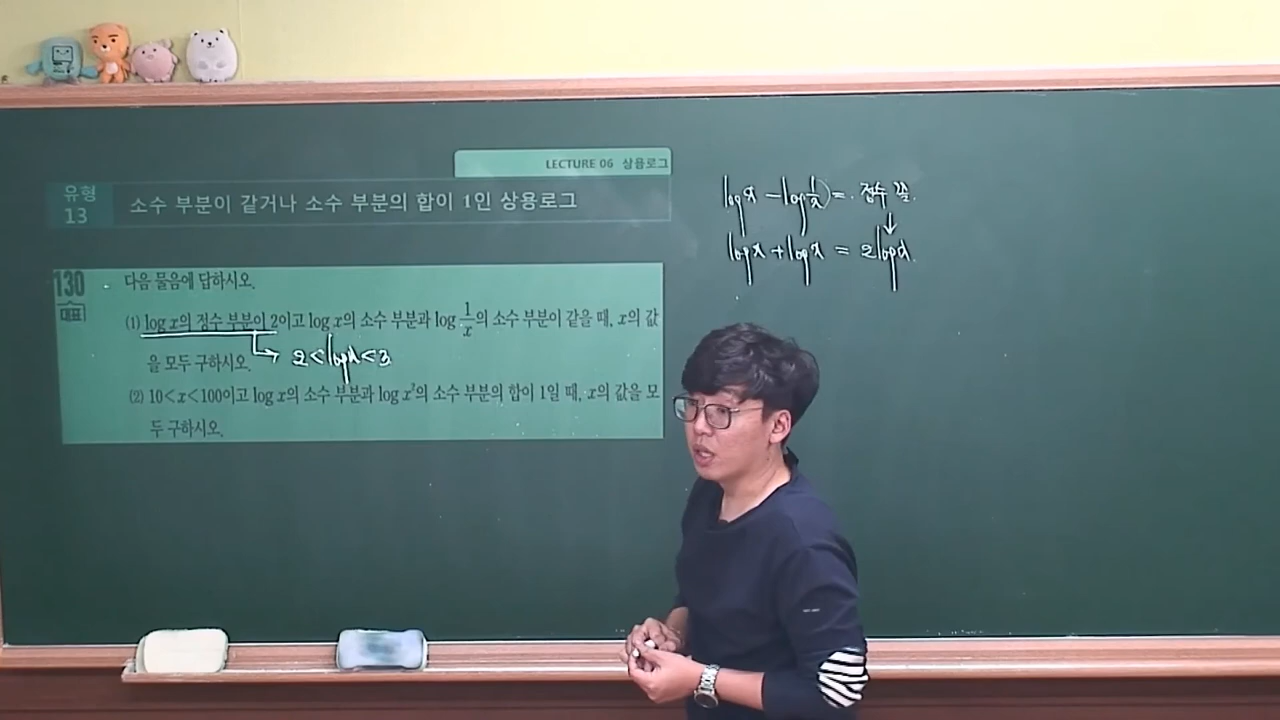 LECTURE 06 상용로그
유형
13
소수 부분이 같거나 소수 부분의 합이 1인 상용로그
130
대표
다음 물음에 답하시오.
(1) log x의 정수 부분이 2이고 log x의 소수 부분과 log 1/x의 소수 부분이 같을 때, x의 값
을 모두 구하시오.
2<logx<3
(2) 10<x<100이고 log x의 소수 부분과 log x²의 소수 부분의 합이 1일 때, x의 값을 모
두 구하시오.
logx - log(1/x) = 정수
logx + logx = 2logx.